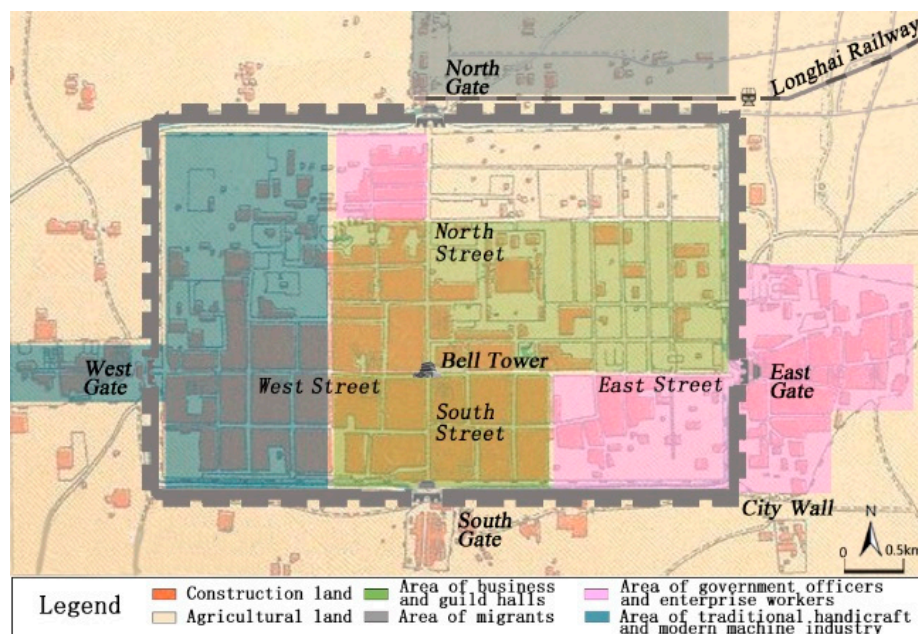 North
Gate
Longhai Railway
North
Street
West
Gate
West Street
Bell Tower
East Street
East
Gate
South
Street
South
Gate
City Wall
N
0 0.5km
Legend
Construction land
Agricultural land
Area of business
and guild halls
Area of migrants
Area of government officers
and enterprise workers
Area of traditional handicraft
and modern machine industry